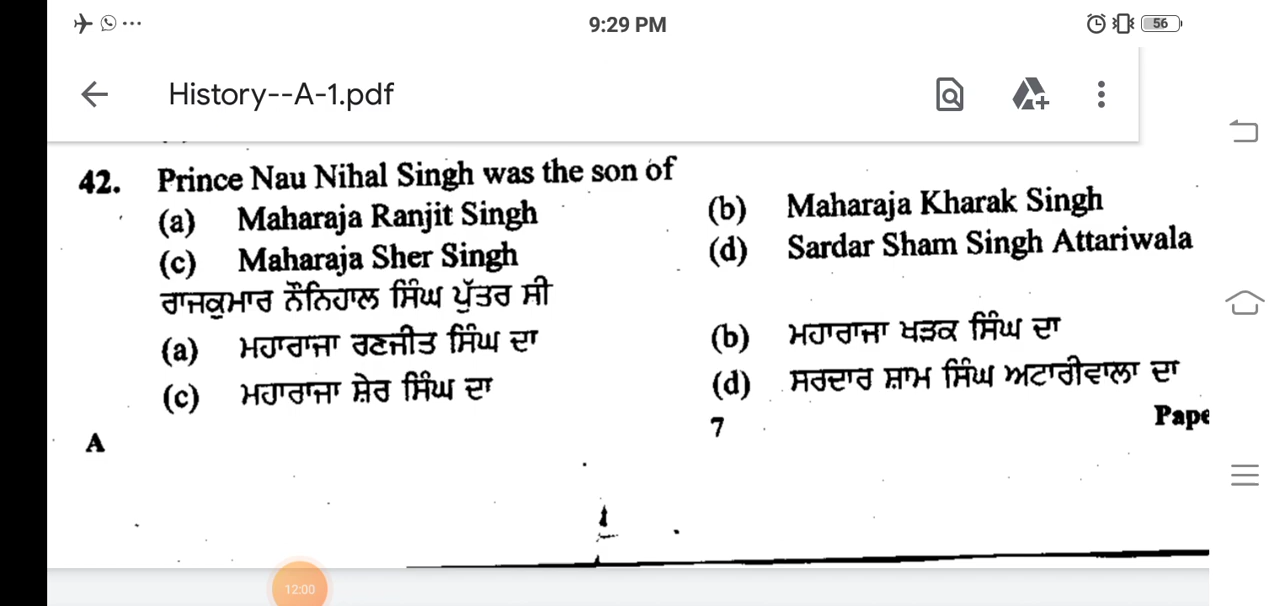 9:29 PM
56
History--A-1.pdf
42. Prince Nau Nihal Singh was the son of
(a) Maharaja Ranjit Singh (b) Maharaja Kharak Singh
(c) Maharaja Sher Singh (d) Sardar Sham Singh Attariwala
ਰਾਜਕੁਮਾਰ ਨੌਨਿਹਾਲ ਸਿੰਘ ਪੁੱਤਰ ਸੀ
(a) ਮਹਾਰਾਜਾ ਰਣਜੀਤ ਸਿੰਘ ਦਾ (b) ਮਹਾਰਾਜਾ ਖੜਕ ਸਿੰਘ ਦਾ
(c) ਮਹਾਰਾਜਾ ਸ਼ੇਰ ਸਿੰਘ ਦਾ (d) ਸਰਦਾਰ ਸ਼ਾਮ ਸਿੰਘ ਅਟਾਰੀਵਾਲਾ ਦਾ
A 7 Pape
12:00